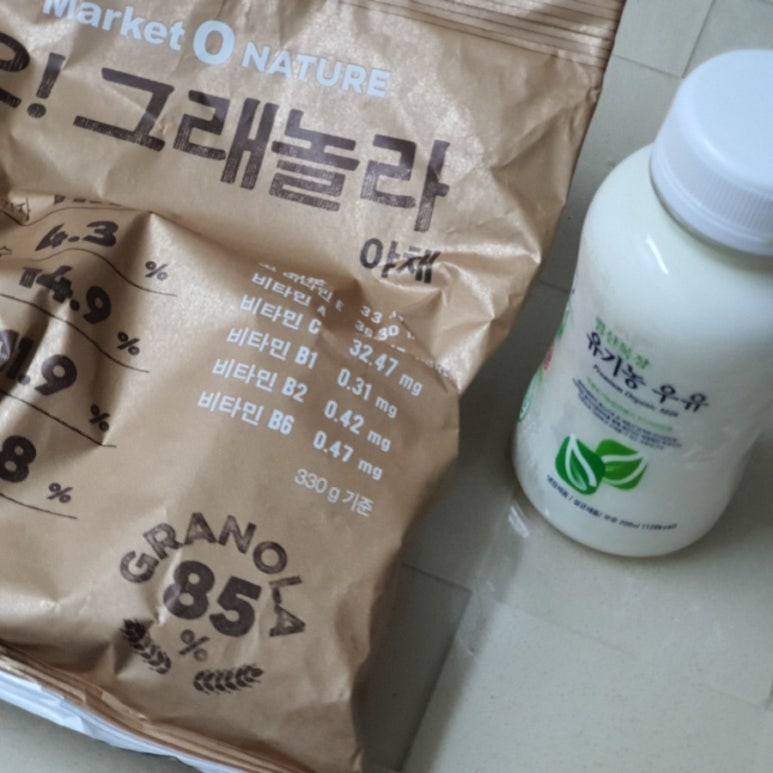 Market O NATURE
오! 그래놀라
야채
4.3 %
14.9 %
1.9 %
8 %
비타민 C 32.47 mg
비타민 B1 0.31 mg
비타민 B2 0.42 mg
비타민 B6 0.47 mg
330 g 기준
GRANOLA
85
%
유기농 우유
Premium Organic Milk